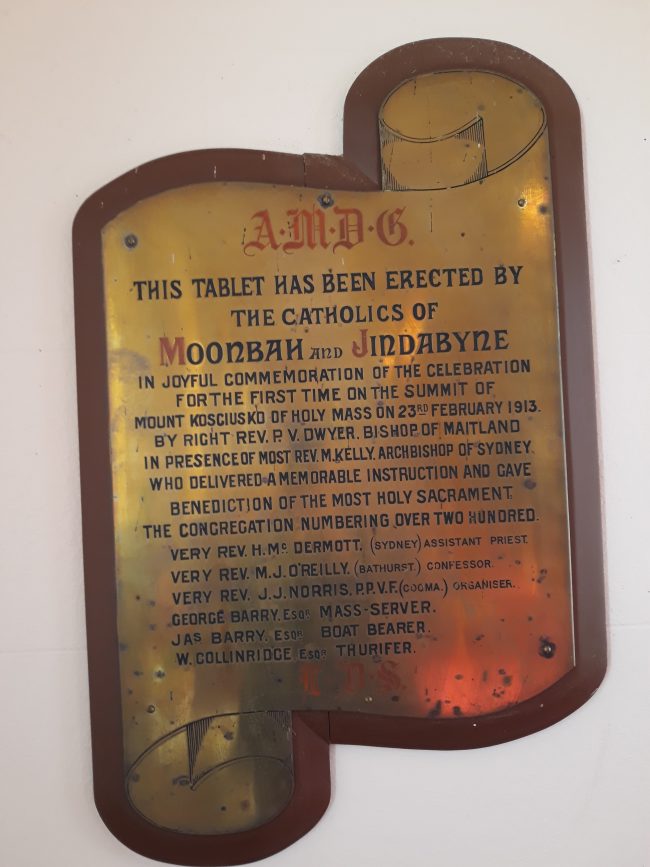 A·M·D·G.
THIS TABLET HAS BEEN ERECTED BY
THE CATHOLICS OF
MOONBAH AND JINDABYNE
IN JOYFUL COMMEMORATION OF THE CELEBRATION
FOR THE FIRST TIME ON THE SUMMIT OF
MOUNT KOSCIUSKO OF HOLY MASS ON 23RD FEBRUARY 1913.
BY RIGHT REV. P. V. DWYER, BISHOP OF MAITLAND
IN PRESENCE OF MOST REV. M. KELLY, ARCHBISHOP OF SYDNEY
WHO DELIVERED A MEMORABLE INSTRUCTION AND GAVE
BENEDICTION OF THE MOST HOLY SACRAMENT,
THE CONGREGATION NUMBERING OVER TWO HUNDRED.
VERY REV. H. Mc DERMOTT, (SYDNEY) ASSISTANT PRIEST.
VERY REV. M.J. O'REILLY, (BATHURST.) CONFESSOR.
VERY REV. J.J. NORRIS, P.P. V.F. (COOMA.) ORGANISER.
GEORGE BARRY, ESQR MASS-SERVER.
JAS BARRY, ESQR BOAT BEARER.
W. COLLINRIDGE, ESQR THURIFER.
L D S.